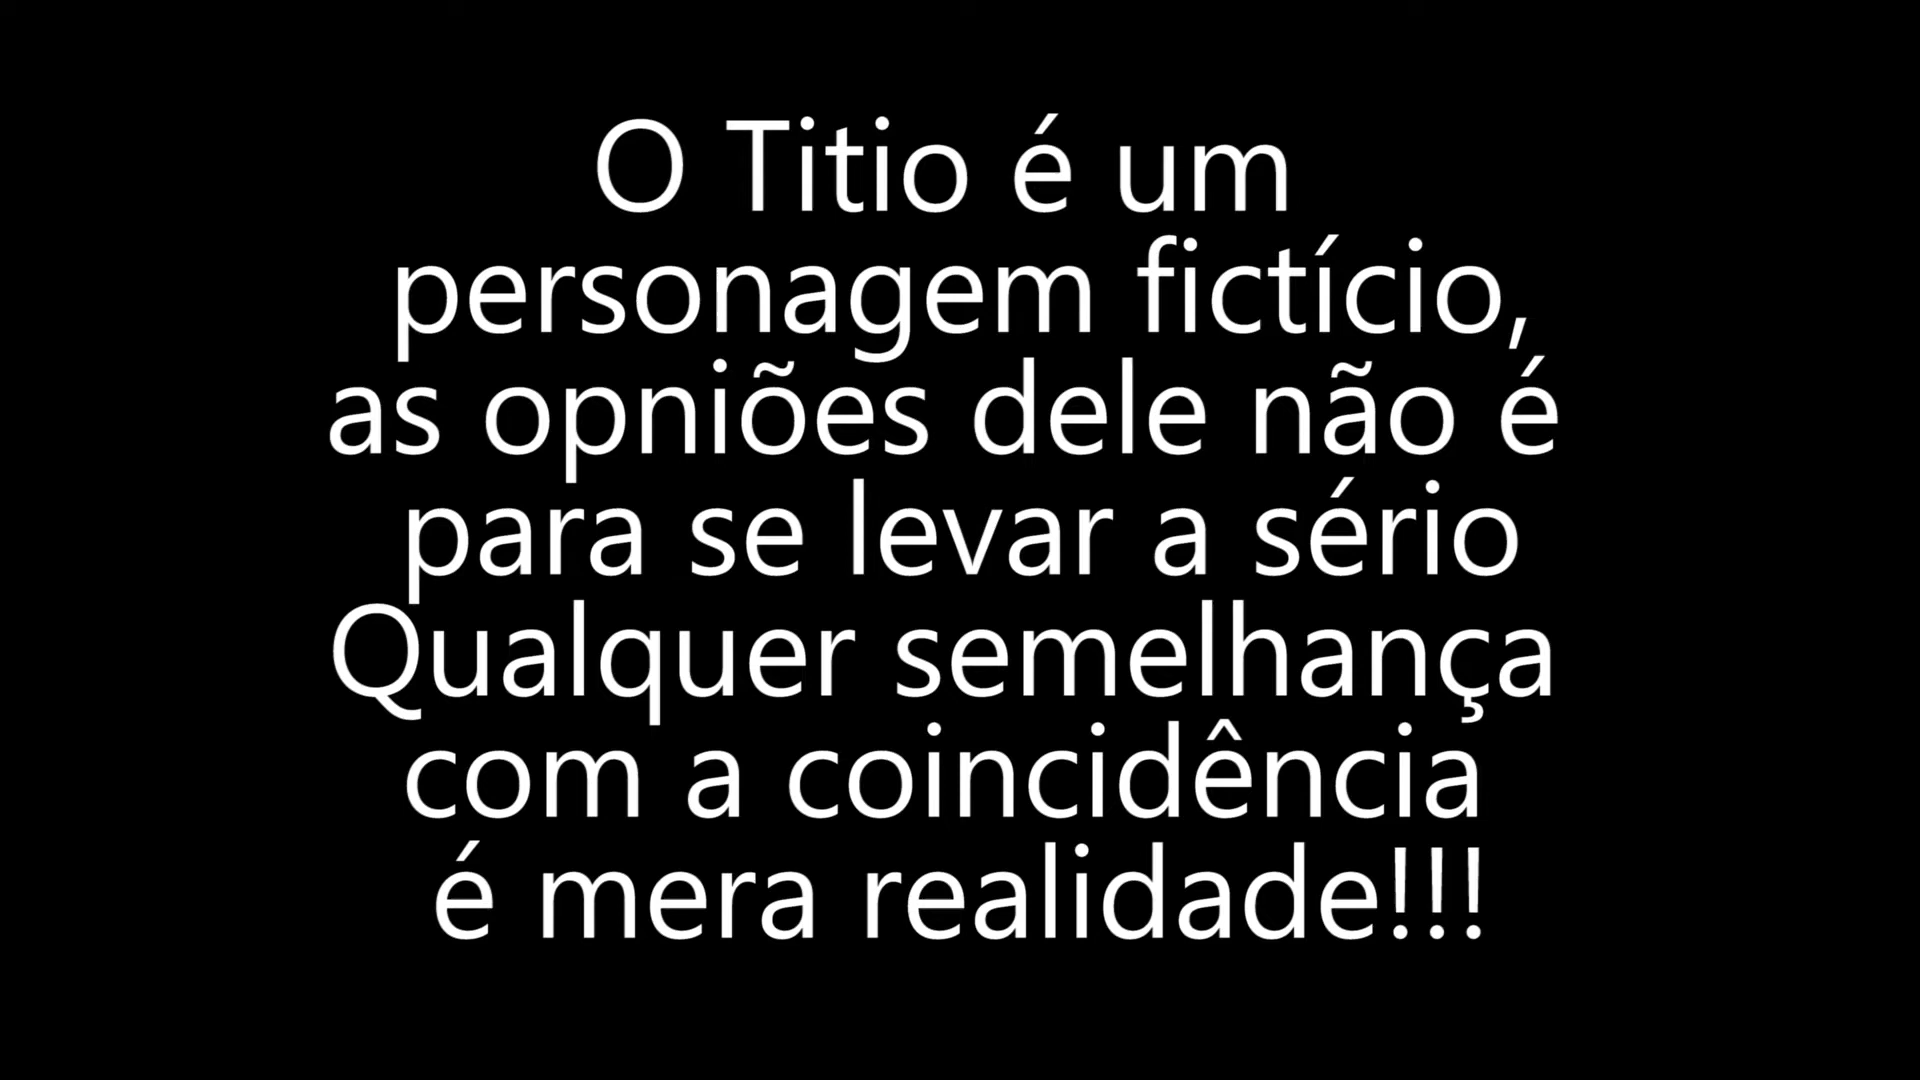 O Titio é um
personagem fictício,
as opniões dele não é
para se levar a sério
Qualquer semelhança
com a coincidência
é mera realidade!!!